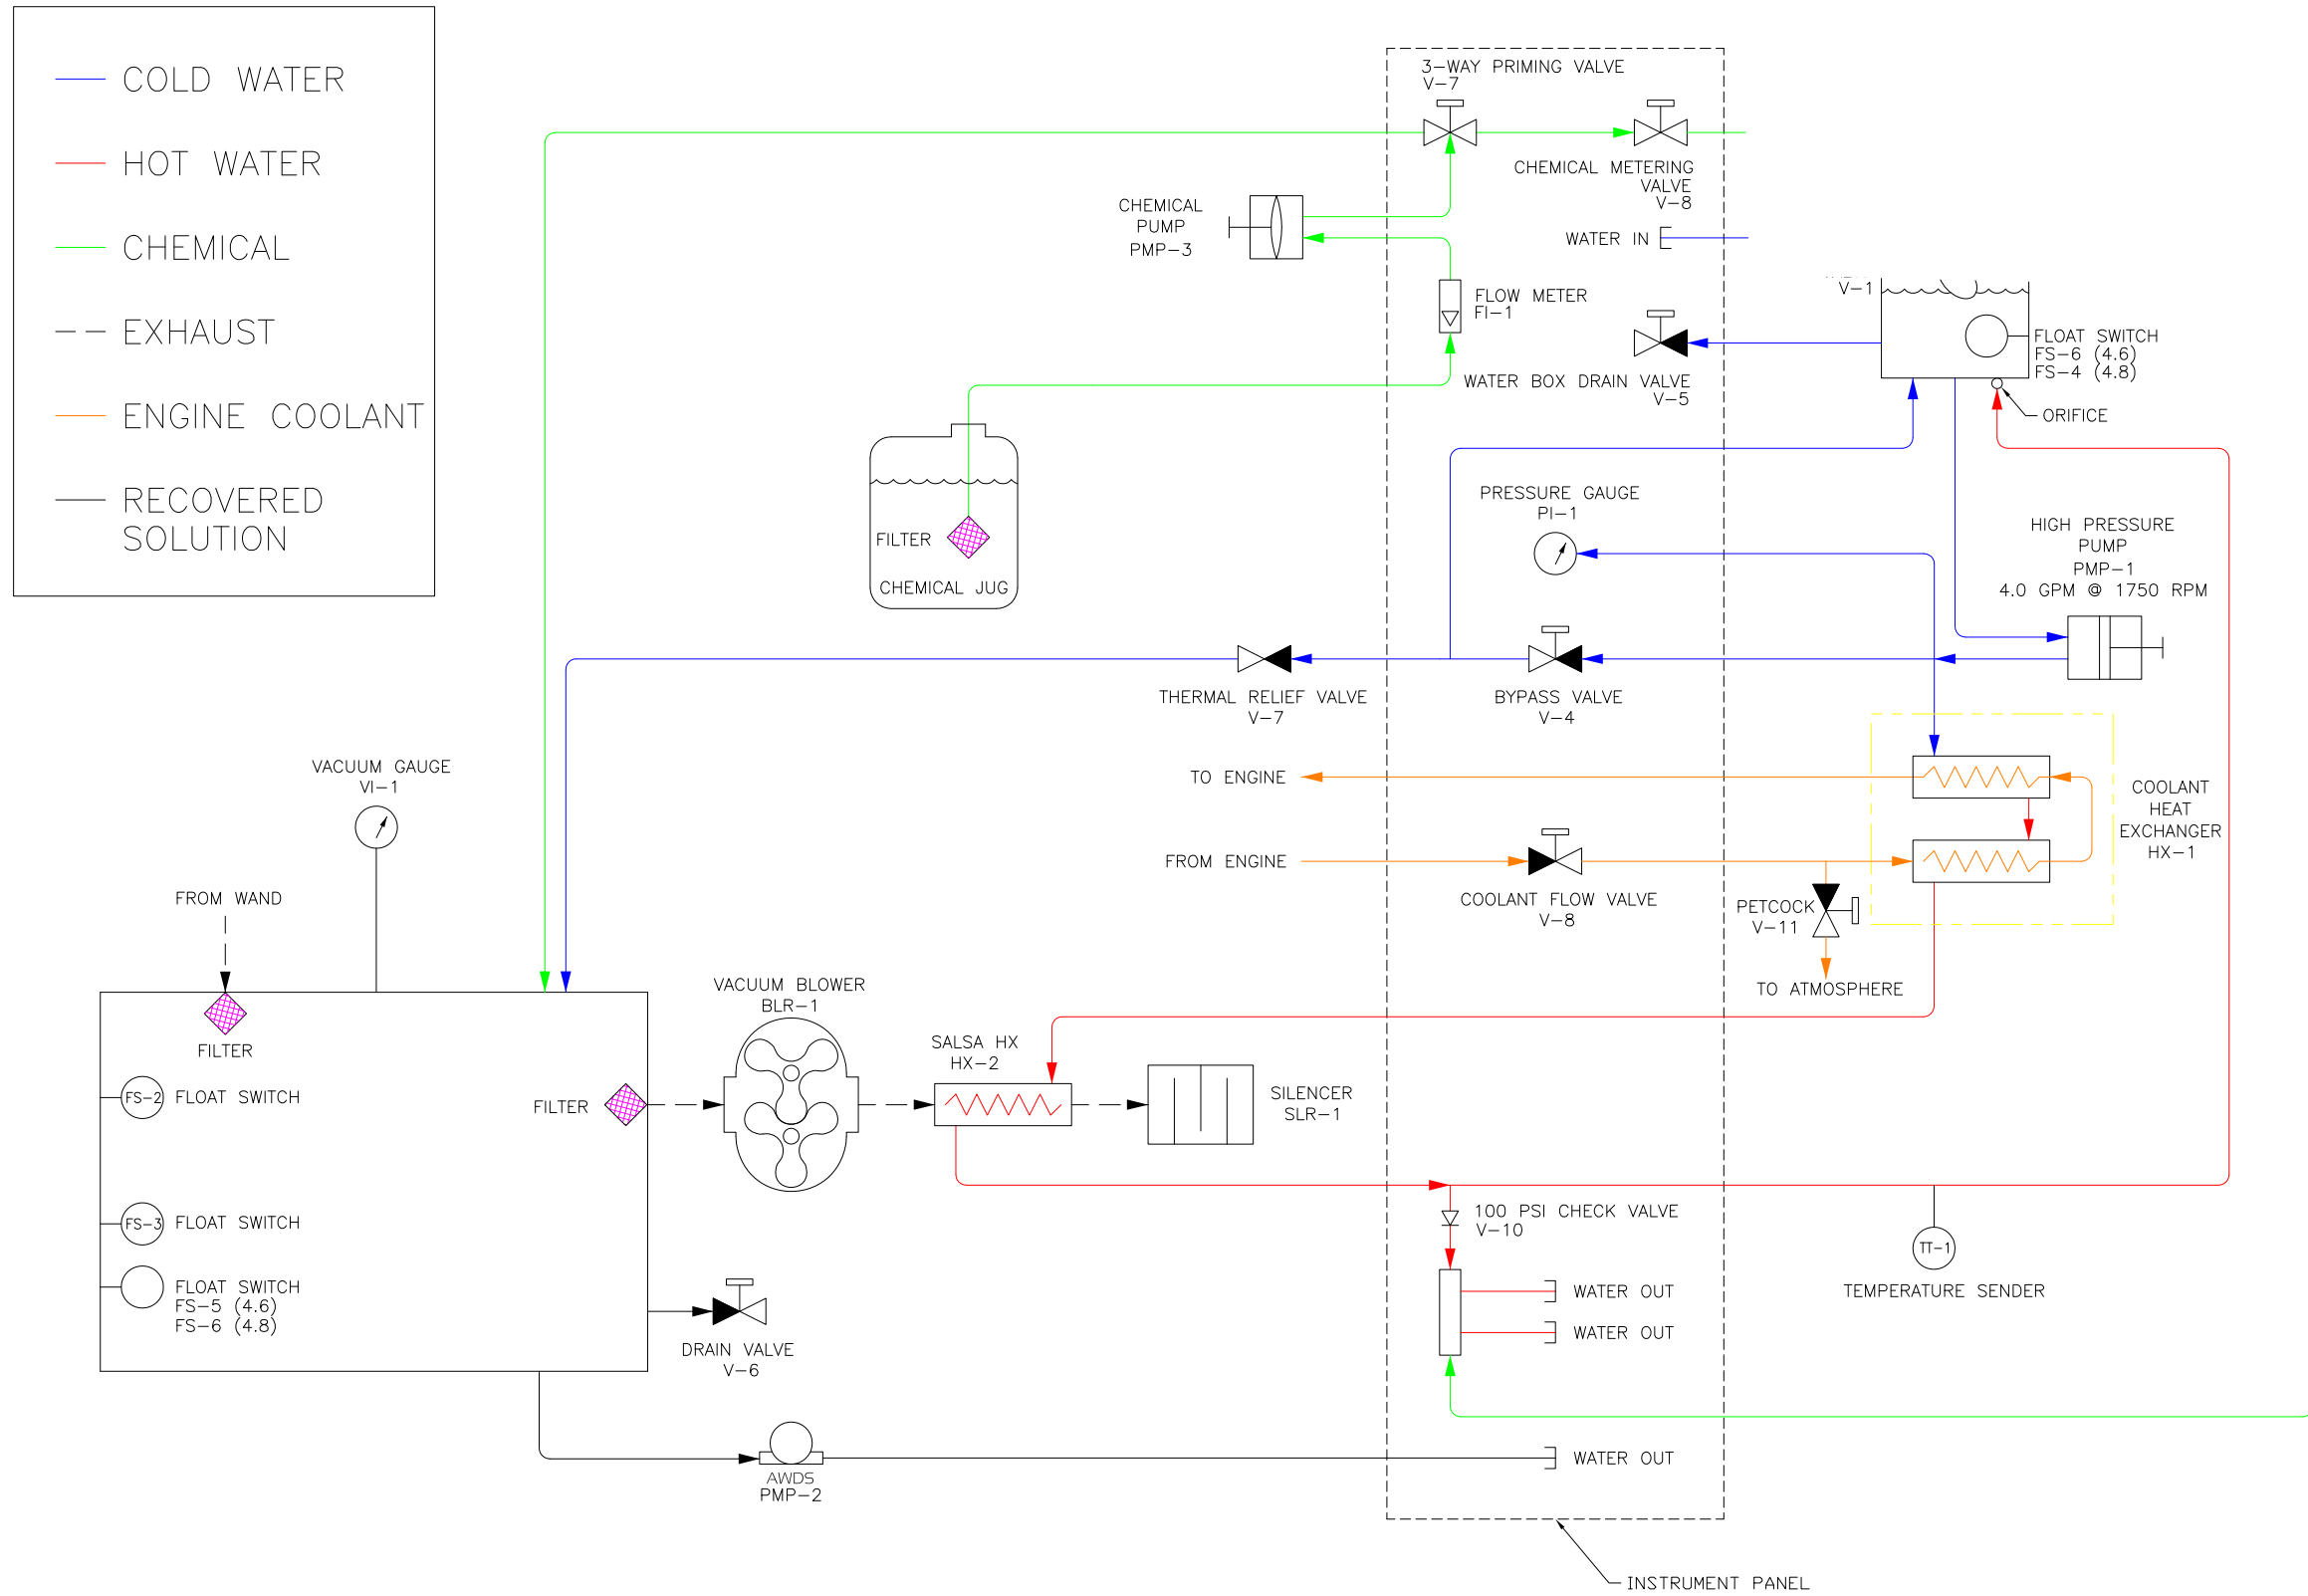 COLD WATER
HOT WATER
CHEMICAL
EXHAUST
ENGINE COOLANT
RECOVERED
SOLUTION
3-WAY PRIMING VALVE
V-7
CHEMICAL METERING
VALVE
V-8
CHEMICAL
PUMP
PMP-3
WATER IN
FLOW METER
FI-1
V-1
FLOAT SWITCH
FS-6 (4.6)
FS-4 (4.8)
WATER BOX DRAIN VALVE
V-5
ORIFICE
PRESSURE GAUGE
PI-1
FILTER
CHEMICAL JUG
HIGH PRESSURE
PUMP
PMP-1
4.0 GPM @ 1750 RPM
THERMAL RELIEF VALVE
V-7
BYPASS VALVE
V-4
VACUUM GAUGE
VI-1
TO ENGINE
COOLANT
HEAT
EXCHANGER
HX-1
FROM ENGINE
COOLANT FLOW VALVE
V-8
PETCOCK
V-11
TO ATMOSPHERE
FROM WAND
FILTER
VACUUM BLOWER
BLR-1
SALSA HX
HX-2
FS-2 FLOAT SWITCH
FILTER
SILENCER
SLR-1
FS-3 FLOAT SWITCH
100 PSI CHECK VALVE
V-10
TT-1
TEMPERATURE SENDER
FLOAT SWITCH
FS-5 (4.6)
FS-6 (4.8)
WATER OUT
WATER OUT
DRAIN VALVE
V-6
WATER OUT
AWDS
PMP-2
INSTRUMENT PANEL